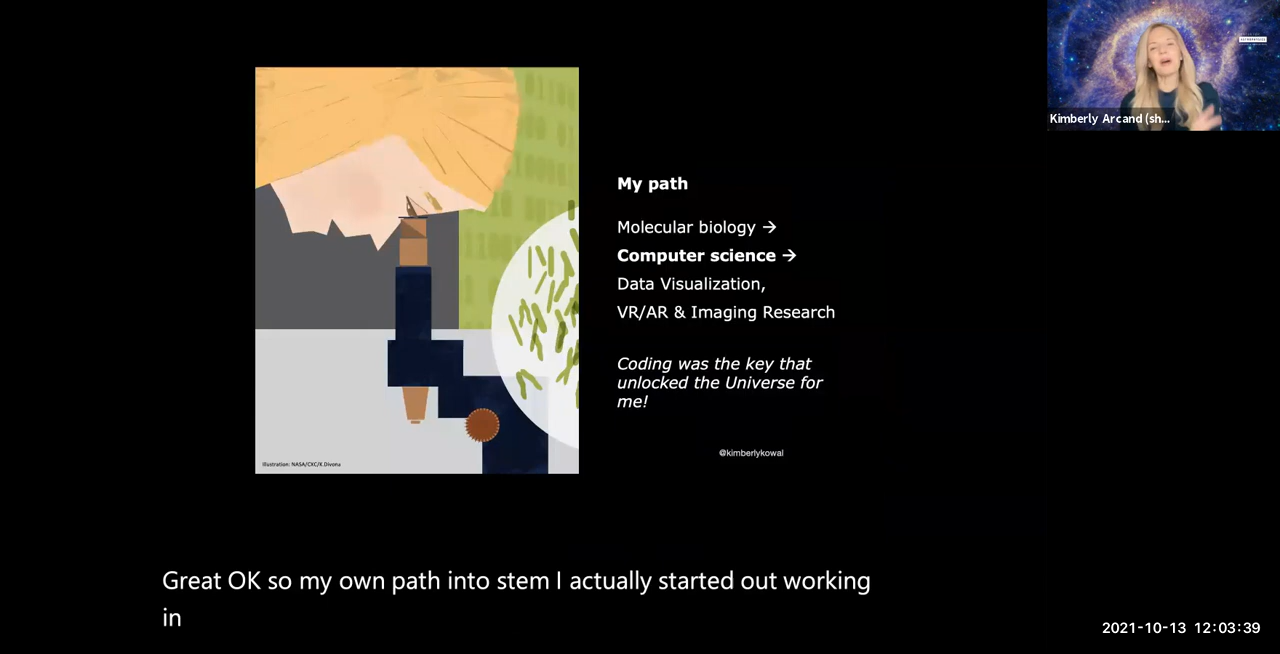 Kimberly Arcand (sh...
My path
Molecular biology →
Computer science →
Data Visualization,
VR/AR & Imaging Research
Coding was the key that
unlocked the Universe for
me!
@kimberlykowal
Illustration: NASA/CXC/K.Divona
Great OK so my own path into stem I actually started out working
in
2021-10-13 12:03:39